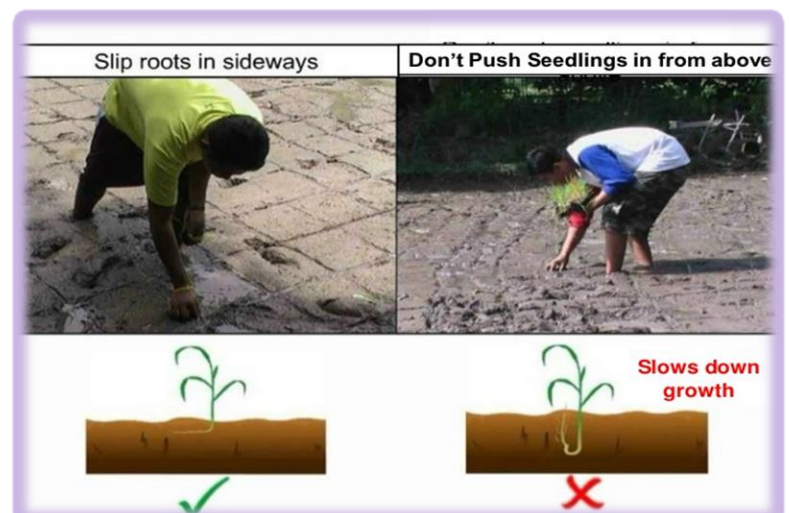 Slip roots in sideways
Don’t Push Seedlings in from above
Slows down
growth